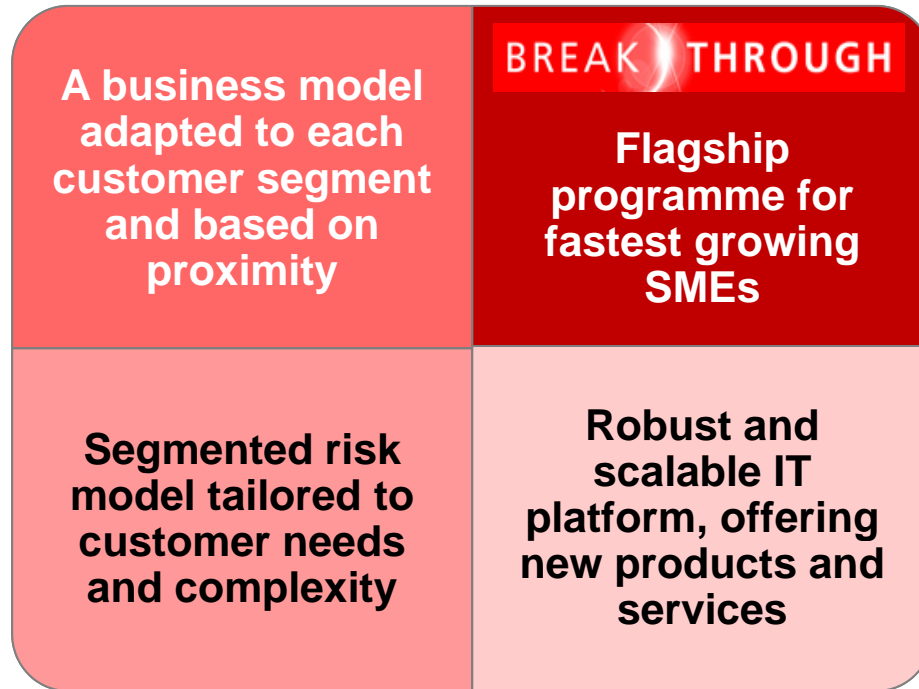 A business model
adapted to each
customer segment
and based on
proximity
BREAK THROUGH
Flagship
programme for
fastest growing
SMEs
Segmented risk
model tailored to
customer needs
and complexity
Robust and
scalable IT
platform, offering
new products and
services